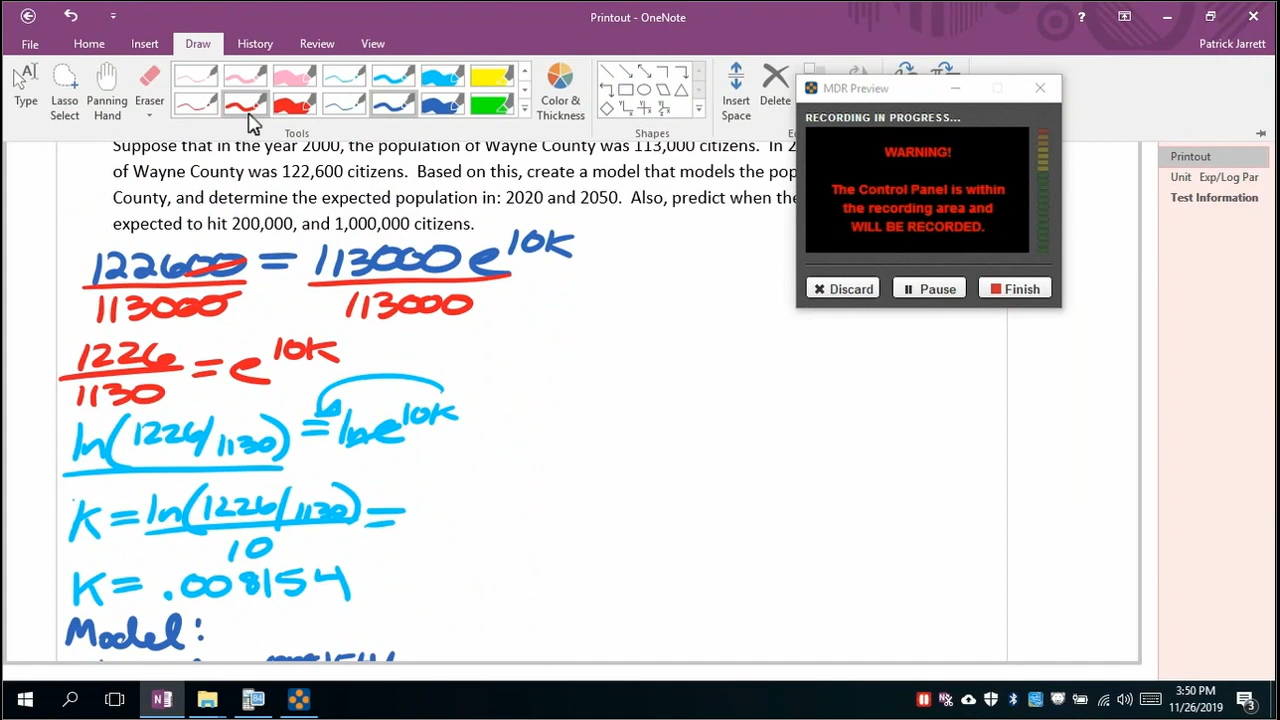 Printout - OneNote
?
File
Home
Insert
Draw
History
Review
View
Patrick Jarrett
Type
Lasso Select
Panning Hand
Eraser
Color & Thickness
Insert Space
Delete
Tools
Shapes
MDR Preview
RECORDING IN PROGRESS...
WARNING!
The Control Panel is within
the recording area and
WILL BE RECORDED.
Discard
Pause
Finish
Printout
Unit Exp/Log Par
Test Information
Suppose that in the year 2000, the population of Wayne County was 113,000 citizens. In 2
of Wayne County was 122,600 citizens. Based on this, create a model that models the pop
County, and determine the expected population in: 2020 and 2050. Also, predict when the
expected to hit 200,000, and 1,000,000 citizens.
122600 = 113000 e^10K
113000 113000
1226 = e^10K
1130
ln(1226/1130) = ln e^10K
K = ln(1226/1130) =
10
K = .008154
Model:
3:50 PM
11/26/2019
3